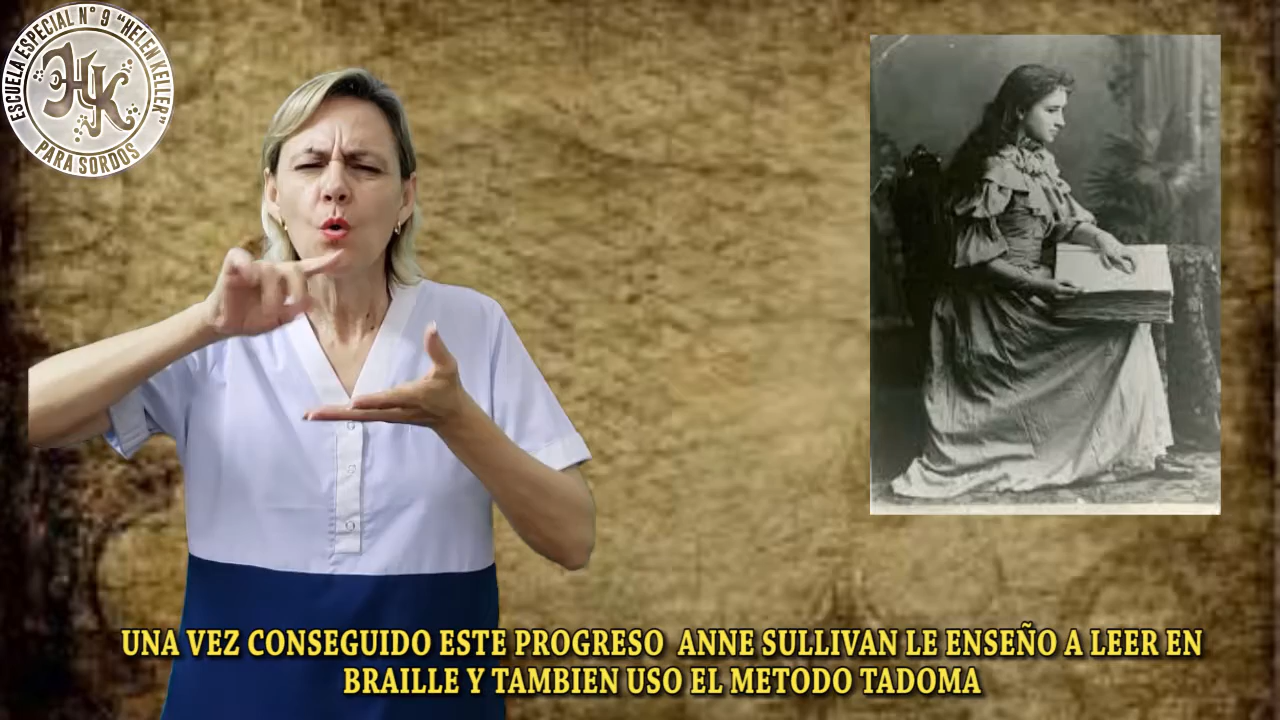 ESCUELA ESPECIAL N° 9 "HELEN KELLER"
HK
PARA SORDOS
UNA VEZ CONSEGUIDO ESTE PROGRESO ANNE SULLIVAN LE ENSEÑO A LEER EN
BRAILLE Y TAMBIEN USO EL METODO TADOMA